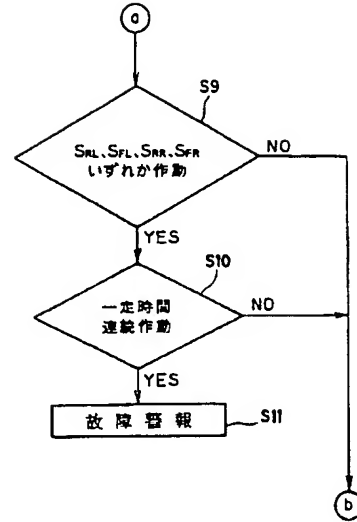 a
S9
SRL、SFL、SRR、SFR
いずれか作動
NO
YES
S10
一定時間
連続作動
NO
YES
故障警報
S11
b